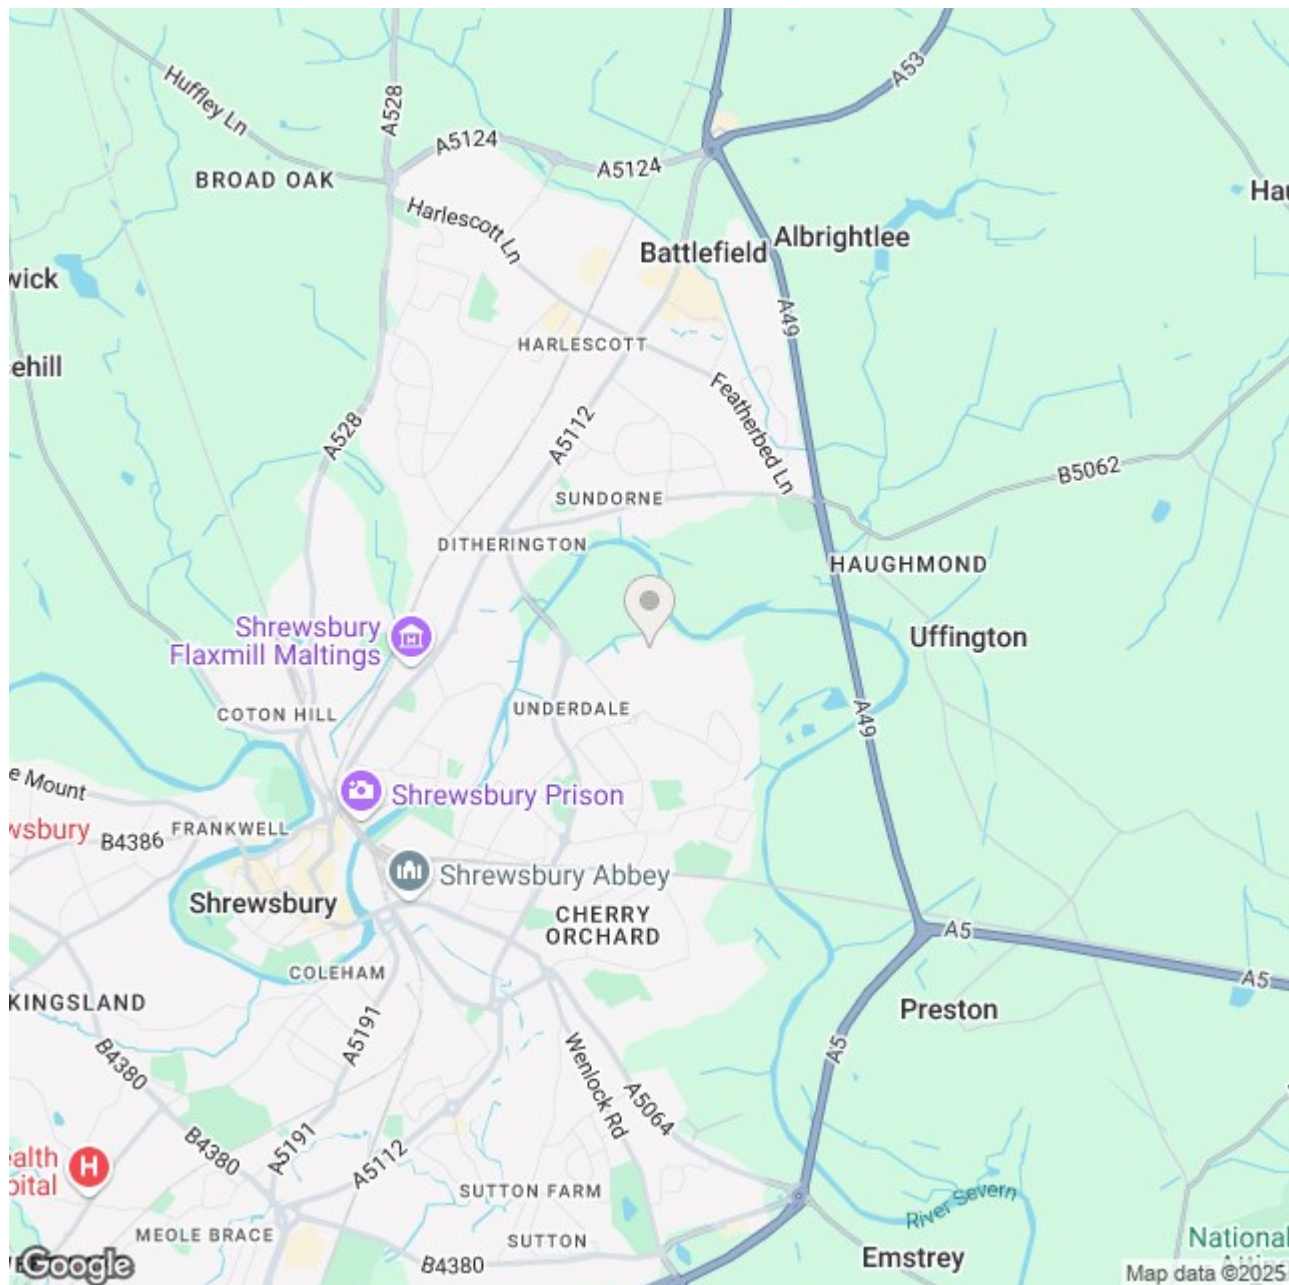 A53
Huffley Ln
A528
A5124
A5124
BROAD OAK
Harlescott Ln
Battlefield
Albrightlee
A49
HARLESCOTT
Featherbed Ln
A5112
A528
B5062
SUNDORNE
DITHERINGTON
HAUGHMOND
Shrewsbury
Flaxmill Maltings
Uffington
UNDERDALE
COTON HILL
A49
e Mount
Shrewsbury Prison
wsbury
B4386
FRANKWELL
Shrewsbury Abbey
Shrewsbury
CHERRY
ORCHARD
A5
COLEHAM
A5
KINGSLAND
Preston
A5191
B4380
A5
Wenlock Rd
A5064
B4380
A5191
A5112
ealth
pital
H
SUTTON FARM
River Severn
MEOLE BRACE
SUTTON
National
B4380
Emstrey
Google
Map data ©2025